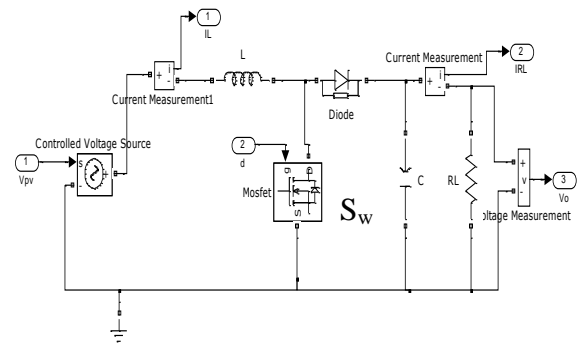 1
IL
+
i
-
Current Measurement1
L
Diode
Current Measurement
+
i
-
2
IRL
Controlled Voltage Source
1
Vpv
s
-
+
2
d
g
D
Mosfet
S
Sw
C
RL
+
v
-
oltage Measurement
3
Vo